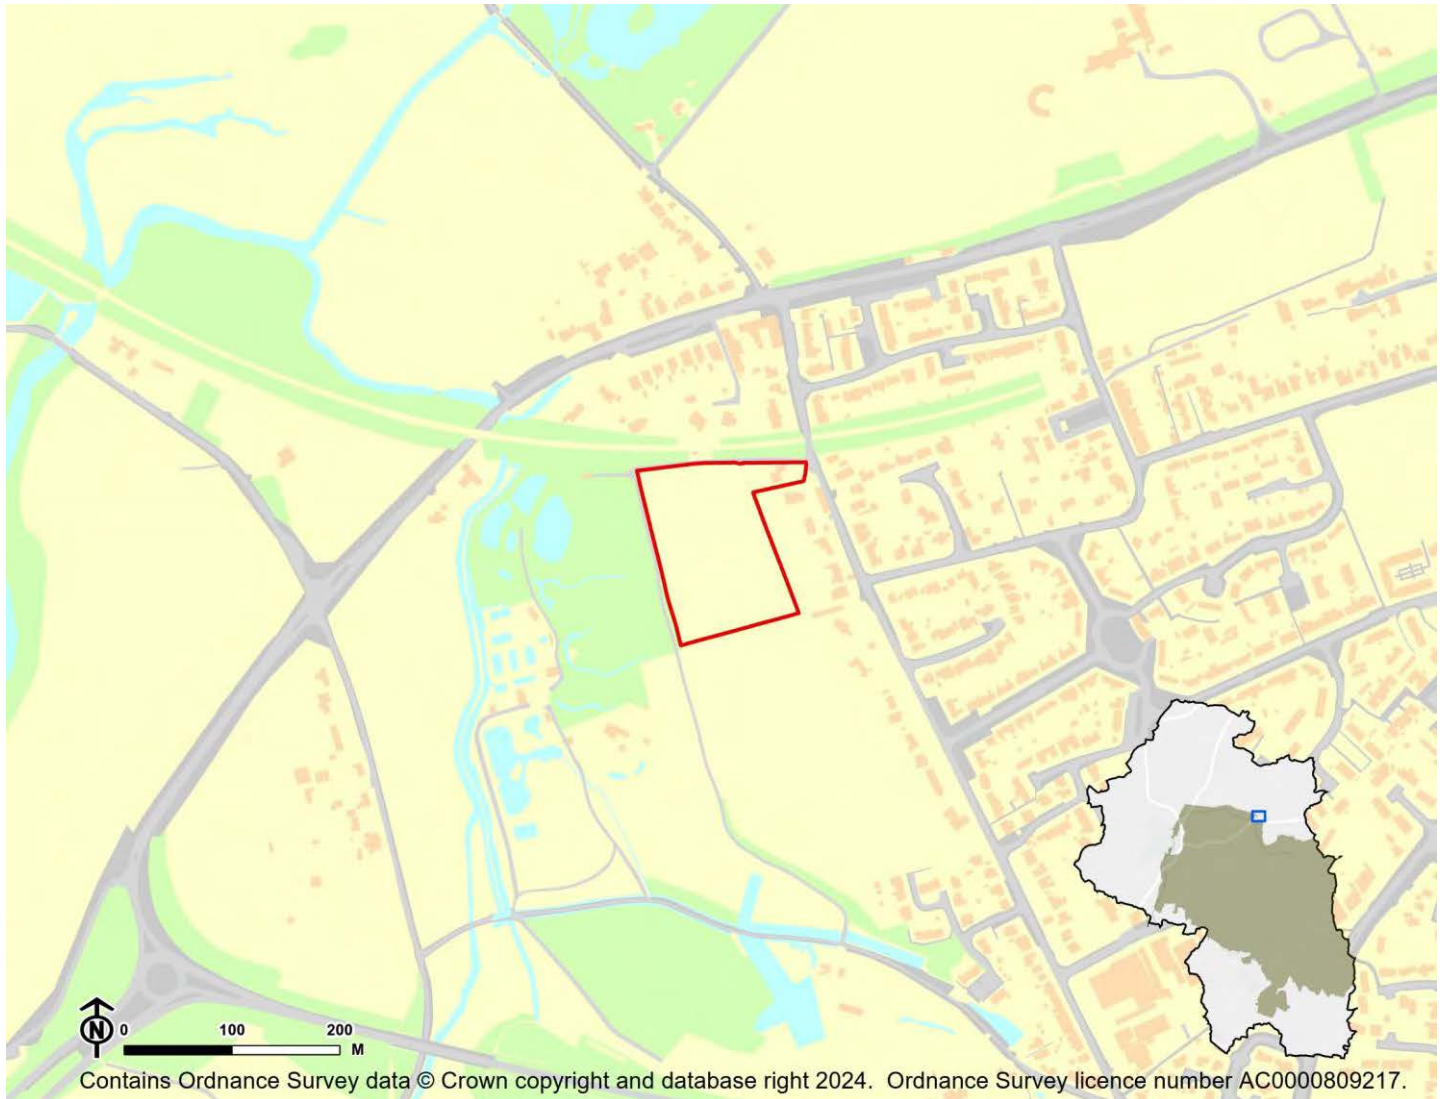 N
0 100 200
M
Contains Ordnance Survey data © Crown copyright and database right 2024. Ordnance Survey licence number AC0000809217.